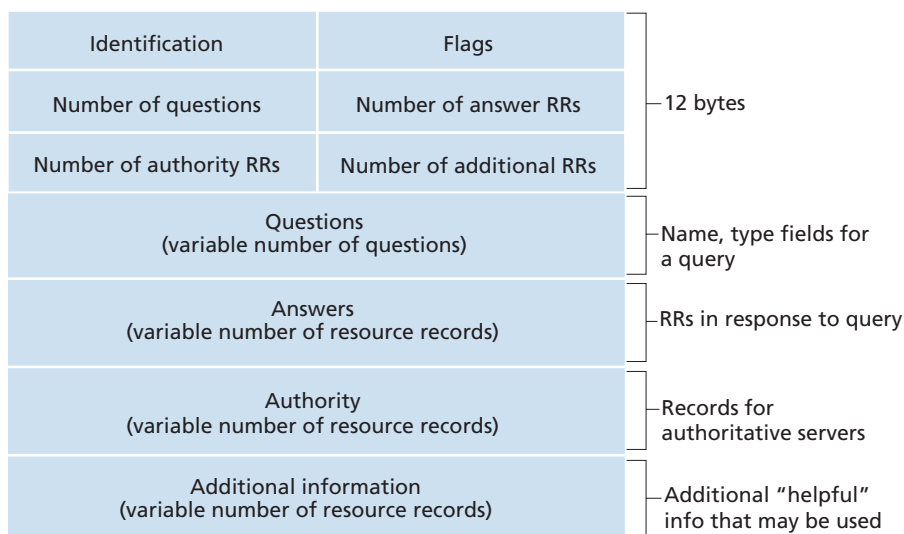 Identification
Flags
Number of questions
Number of answer RRs
12 bytes
Number of authority RRs
Number of additional RRs
Questions
(variable number of questions)
Name, type fields for
a query
Answers
(variable number of resource records)
RRs in response to query
Authority
(variable number of resource records)
Records for
authoritative servers
Additional information
(variable number of resource records)
Additional “helpful”
info that may be used